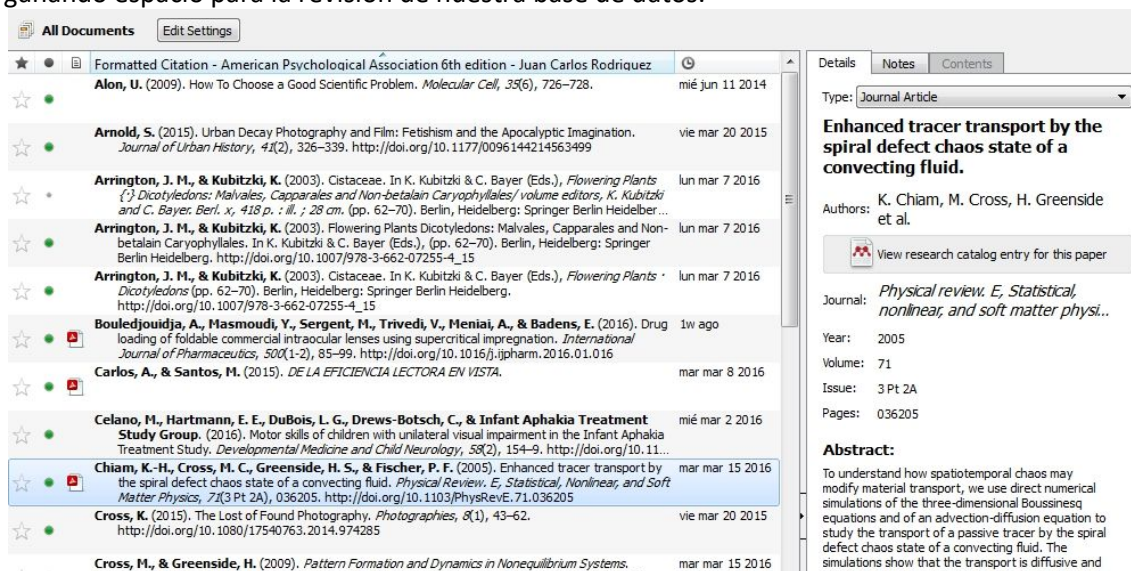 ganando espacio para la revisión de nuestra base de datos.
All Documents Edit Settings
Formatted Citation - American Psychological Association 6th edition - Juan Carlos Rodriguez
Alon, U. (2009). How To Choose a Good Scientific Problem. Molecular Cell, 35(6), 726–728. mié jun 11 2014
Arnold, S. (2015). Urban Decay Photography and Film: Fetishism and the Apocalyptic Imagination. vie mar 20 2015
Journal of Urban History, 41(2), 326–339. http://doi.org/10.1177/0096144214563499
Arrington, J. M., & Kubitzki, K. (2003). Cistaceae. In K. Kubitzki & C. Bayer (Eds.), Flowering Plants lun mar 7 2016
{·} Dicotyledons: Malvales, Capparales and Non-betalain Caryophyllales/ volume editors, K. Kubitzki
and C. Bayer. Berl. x, 418 p. : ill. ; 28 cm. (pp. 62–70). Berlin, Heidelberg: Springer Berlin Heidelber...
Arrington, J. M., & Kubitzki, K. (2003). Flowering Plants Dicotyledons: Malvales, Capparales and Non- lun mar 7 2016
betalain Caryophyllales. In K. Kubitzki & C. Bayer (Eds.), (pp. 62–70). Berlin, Heidelberg: Springer
Berlin Heidelberg. http://doi.org/10.1007/978-3-662-07255-4_15
Arrington, J. M., & Kubitzki, K. (2003). Cistaceae. In K. Kubitzki & C. Bayer (Eds.), Flowering Plants · lun mar 7 2016
Dicotyledons (pp. 62–70). Berlin, Heidelberg: Springer Berlin Heidelberg.
http://doi.org/10.1007/978-3-662-07255-4_15
Bouledjouidja, A., Masmoudi, Y., Sergent, M., Trivedi, V., Meniai, A., & Badens, E. (2016). Drug 1w ago
loading of foldable commercial intraocular lenses using supercritical impregnation. International
Journal of Pharmaceutics, 500(1-2), 85–99. http://doi.org/10.1016/j.ijpharm.2016.01.016
Carlos, A., & Santos, M. (2015). DE LA EFICIENCIA LECTORA EN VISTA. mar mar 8 2016
Celano, M., Hartmann, E. E., DuBois, L. G., Drews-Botsch, C., & Infant Aphakia Treatment mié mar 2 2016
Study Group. (2016). Motor skills of children with unilateral visual impairment in the Infant Aphakia
Treatment Study. Developmental Medicine and Child Neurology, 58(2), 154–9. http://doi.org/10.11...
Chiam, K.-H., Cross, M. C., Greenside, H. S., & Fischer, P. F. (2005). Enhanced tracer transport by mar mar 15 2016
the spiral defect chaos state of a convecting fluid. Physical Review. E, Statistical, Nonlinear, and Soft
Matter Physics, 71(3 Pt 2A), 036205. http://doi.org/10.1103/PhysRevE.71.036205
Cross, K. (2015). The Lost of Found Photography. Photographies, 8(1), 43–62. vie mar 20 2015
http://doi.org/10.1080/17540763.2014.974285
Cross, M., & Greenside, H. (2009). Pattern Formation and Dynamics in Nonequilibrium Systems. mar mar 15 2016
Details Notes Contents
Type: Journal Article
Enhanced tracer transport by the
spiral defect chaos state of a
convecting fluid.
Authors: K. Chiam, M. Cross, H. Greenside
et al.
View research catalog entry for this paper
Journal: Physical review. E, Statistical,
nonlinear, and soft matter physi...
Year: 2005
Volume: 71
Issue: 3 Pt 2A
Pages: 036205
Abstract:
To understand how spatiotemporal chaos may
modify material transport, we use direct numerical
simulations of the three-dimensional Boussinesq
equations and of an advection-diffusion equation to
study the transport of a passive tracer by the spiral
defect chaos state of a convecting fluid. The
simulations show that the transport is diffusive and